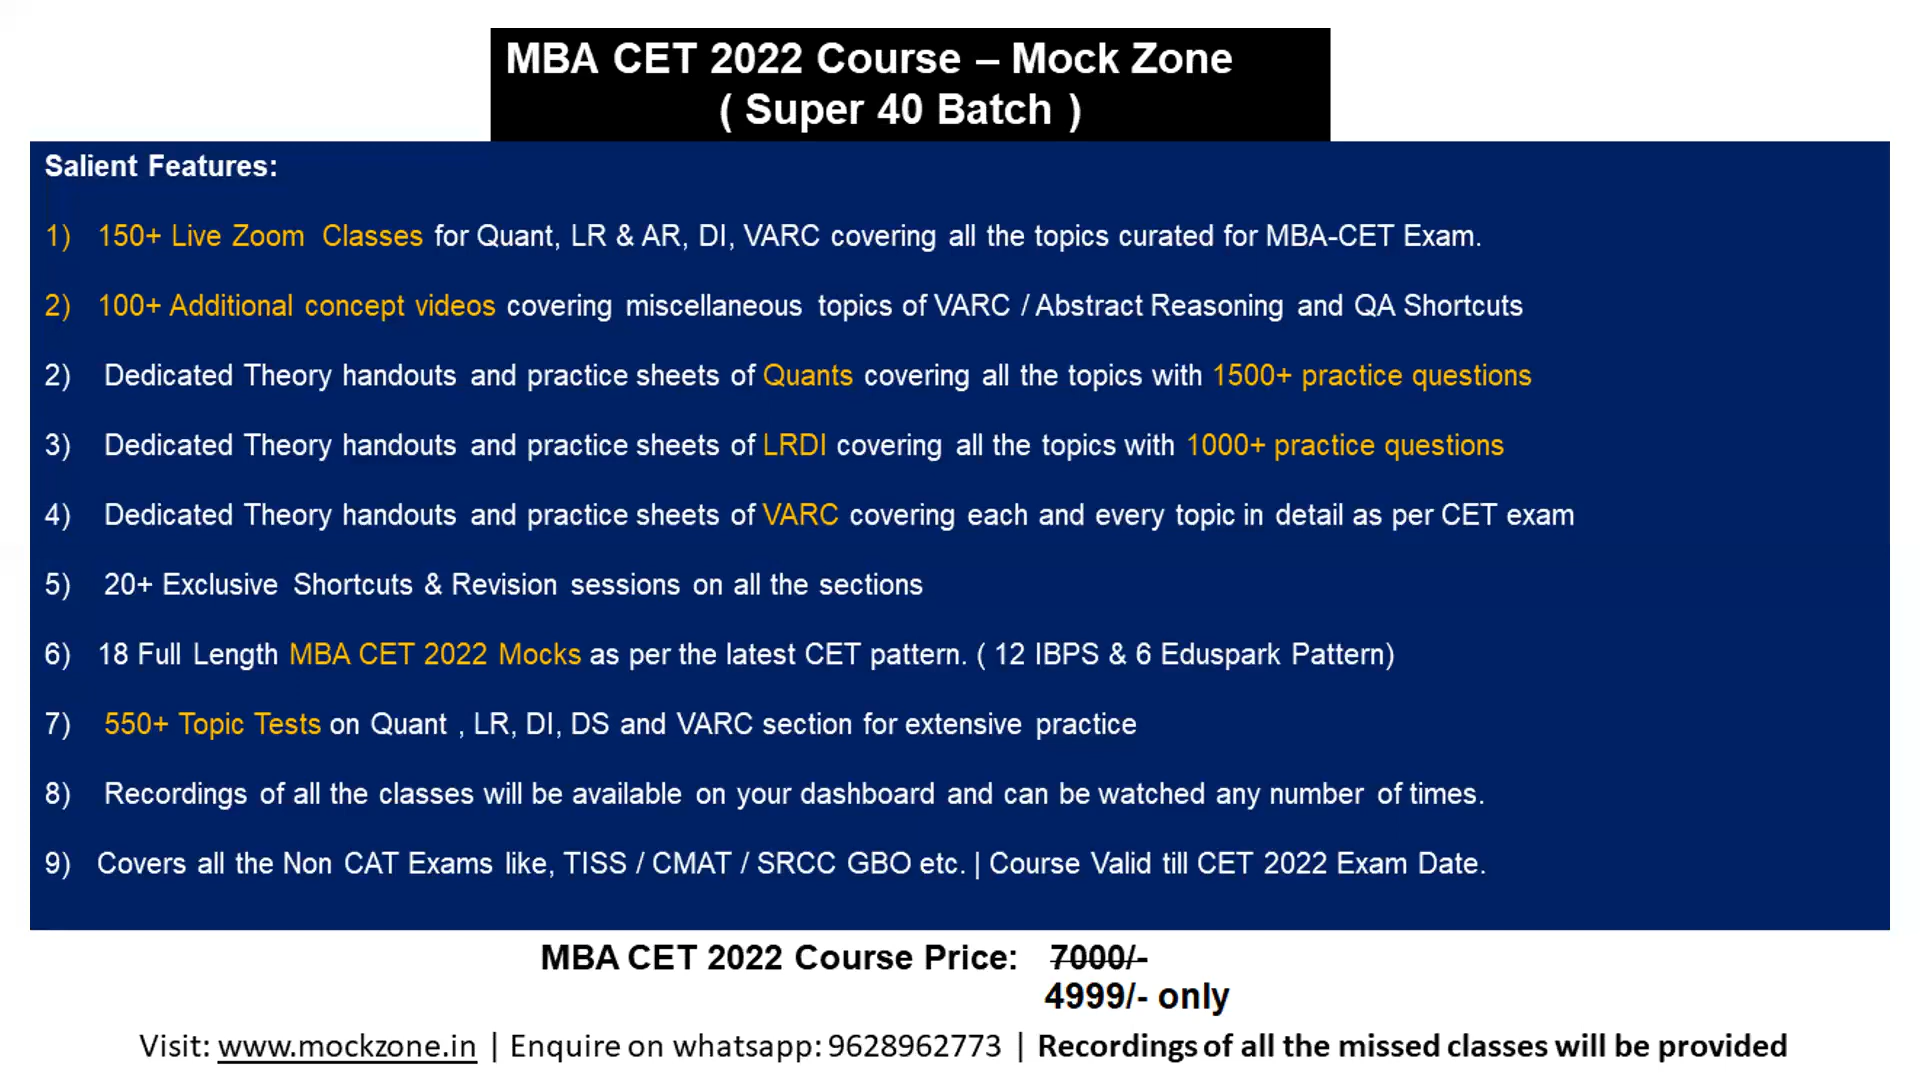 MBA CET 2022 Course – Mock Zone
( Super 40 Batch )
Salient Features:
1) 150+ Live Zoom Classes for Quant, LR & AR, DI, VARC covering all the topics curated for MBA-CET Exam.
2) 100+ Additional concept videos covering miscellaneous topics of VARC / Abstract Reasoning and QA Shortcuts
2) Dedicated Theory handouts and practice sheets of Quants covering all the topics with 1500+ practice questions
3) Dedicated Theory handouts and practice sheets of LRDI covering all the topics with 1000+ practice questions
4) Dedicated Theory handouts and practice sheets of VARC covering each and every topic in detail as per CET exam
5) 20+ Exclusive Shortcuts & Revision sessions on all the sections
6) 18 Full Length MBA CET 2022 Mocks as per the latest CET pattern. ( 12 IBPS & 6 Eduspark Pattern)
7) 550+ Topic Tests on Quant , LR, DI, DS and VARC section for extensive practice
8) Recordings of all the classes will be available on your dashboard and can be watched any number of times.
9) Covers all the Non CAT Exams like, TISS / CMAT / SRCC GBO etc. | Course Valid till CET 2022 Exam Date.
MBA CET 2022 Course Price: 7000/-
4999/- only
Visit: www.mockzone.in | Enquire on whatsapp: 9628962773 | Recordings of all the missed classes will be provided